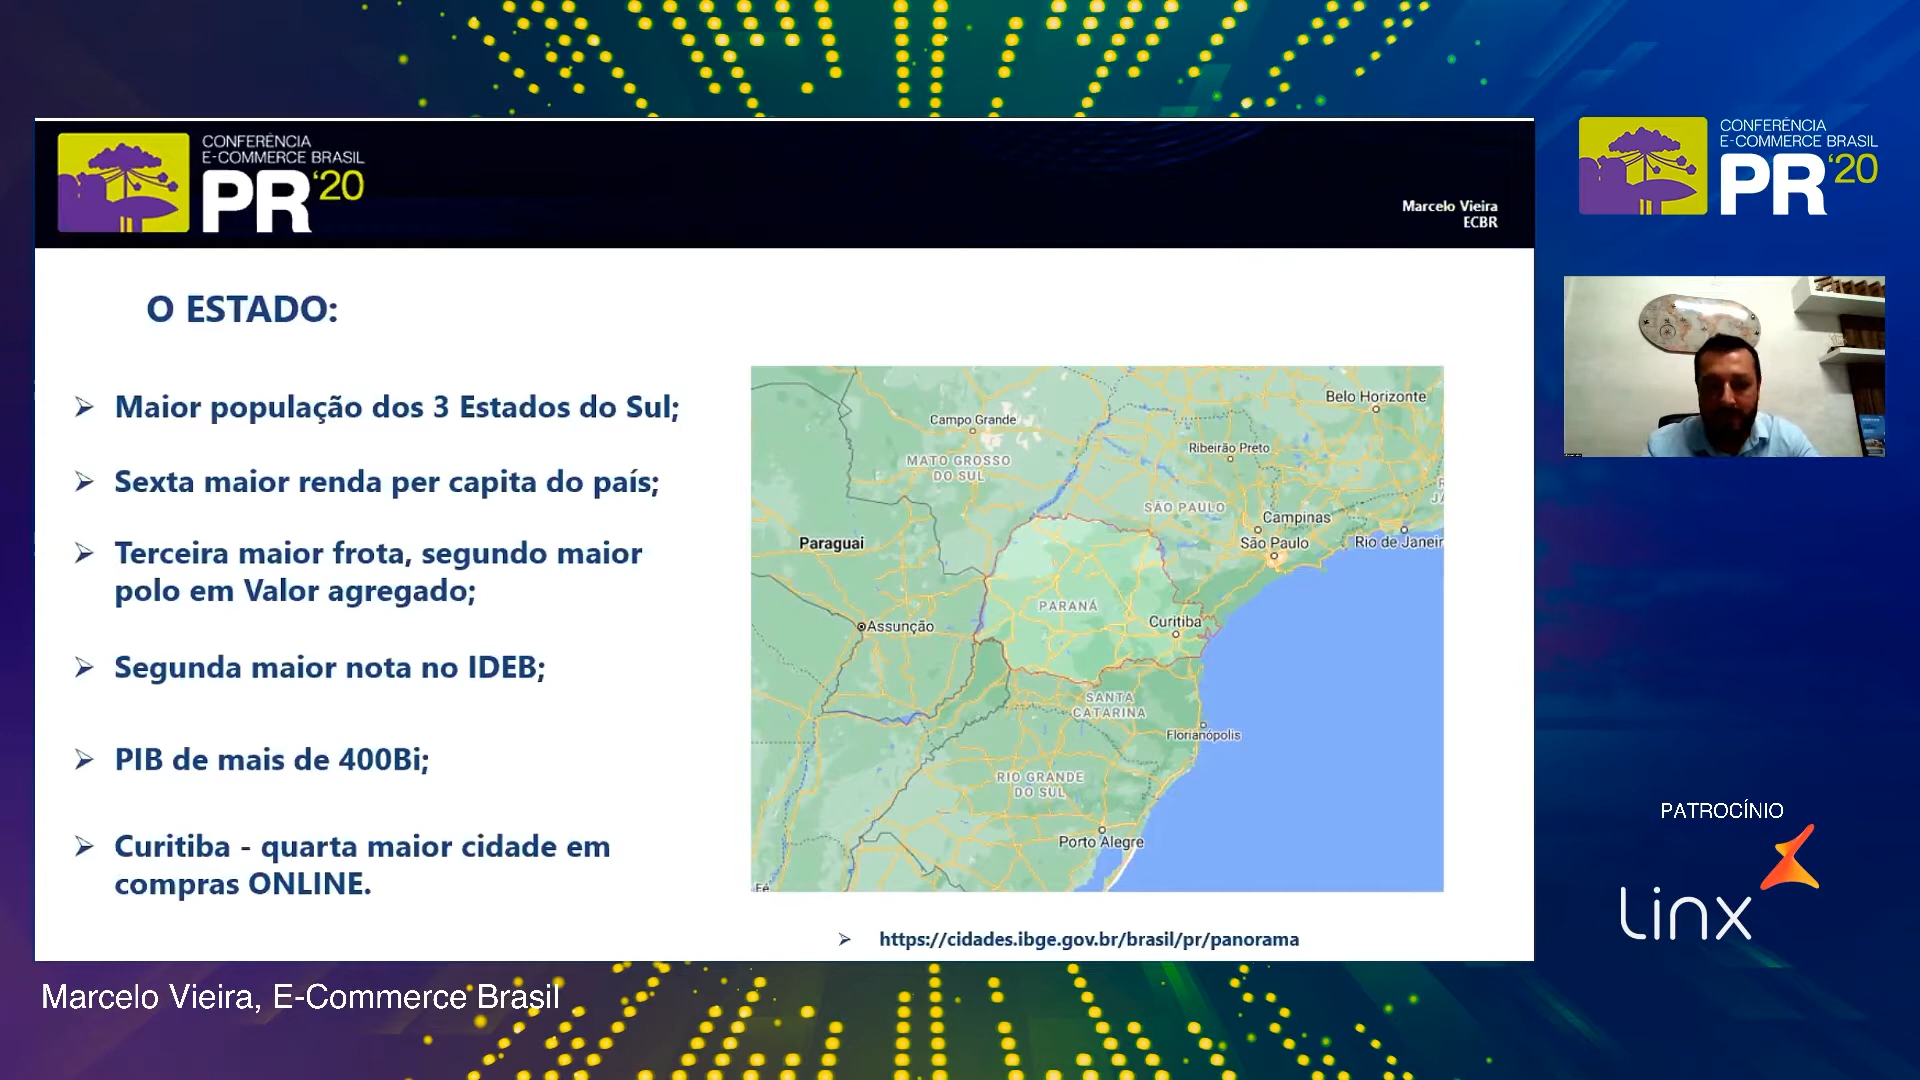 CONFERÊNCIA
E-COMMERCE BRASIL
PR'20
Marcelo Vieira
ECBR
CONFERÊNCIA
E-COMMERCE BRASIL
PR'20
O ESTADO:
Maior população dos 3 Estados do Sul;
Sexta maior renda per capita do país;
Terceira maior frota, segundo maior
polo em Valor agregado;
Segunda maior nota no IDEB;
PIB de mais de 400Bi;
Curitiba - quarta maior cidade em
compras ONLINE.
Belo Horizonte
Campo Grande
Ribeirão Preto
MATO GROSSO
DO SUL
SÃO PAULO
Campinas
Paraguai
São Paulo
Rio de Janeir
PARANÁ
Curitiba
Assunção
SANTA
CATARINA
Florianópolis
RIO GRANDE
DO SUL
Porto Alegre
https://cidades.ibge.gov.br/brasil/pr/panorama
PATROCÍNIO
Linx
Marcelo Vieira, E-Commerce Brasil